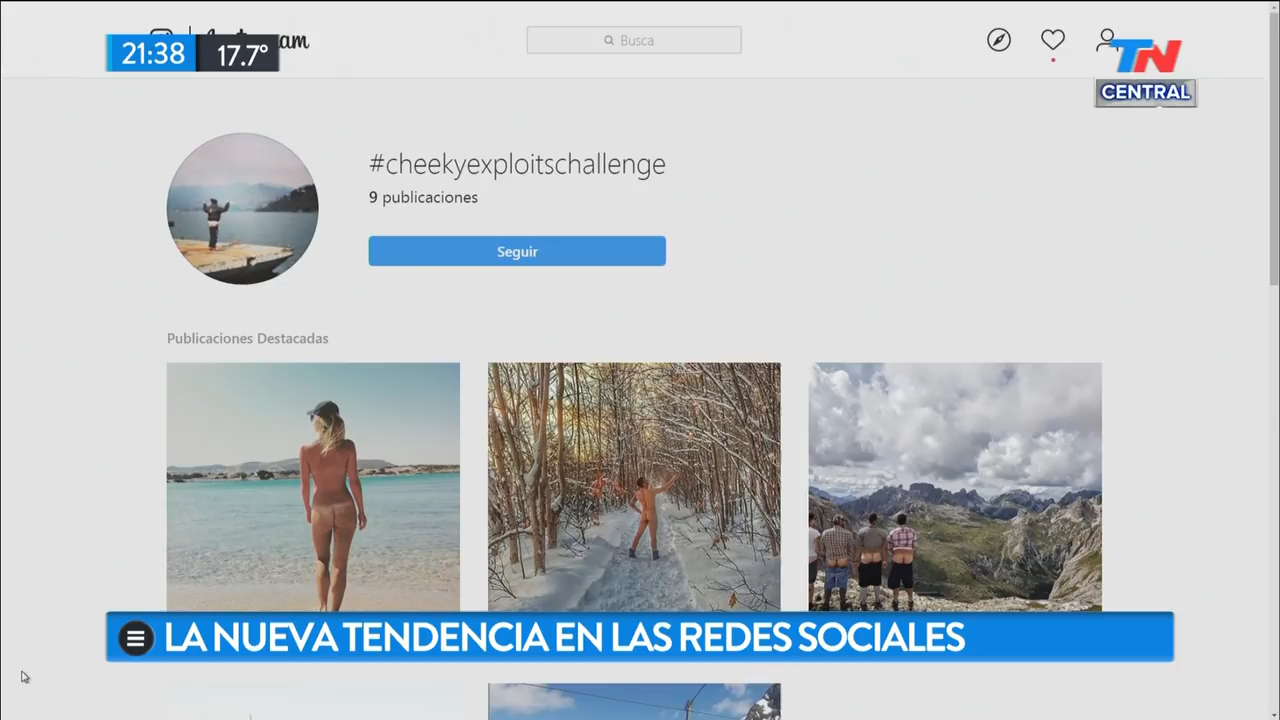 21:38
17.7°
Busca
TN
CENTRAL
#cheekyexploitschallenge
9 publicaciones
Seguir
Publicaciones Destacadas
LA NUEVA TENDENCIA EN LAS REDES SOCIALES